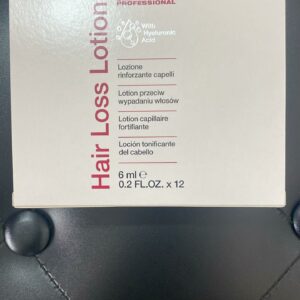 PROFESSIONAL
Hair Loss Lotion
With Hyaluronic
Acid
Lozione
rinforzante capelli
Lotion przeciw
wypadaniu włosów
Lotion capillaire
fortifiante
Loción tonificante
del cabello
6 ml ℮
0.2 FL.OZ. x 12